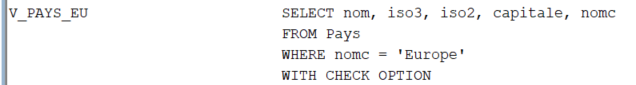 V_PAYS_EU SELECT nom, iso3, iso2, capitale, nomc
FROM Pays
WHERE nomc = 'Europe'
WITH CHECK OPTION